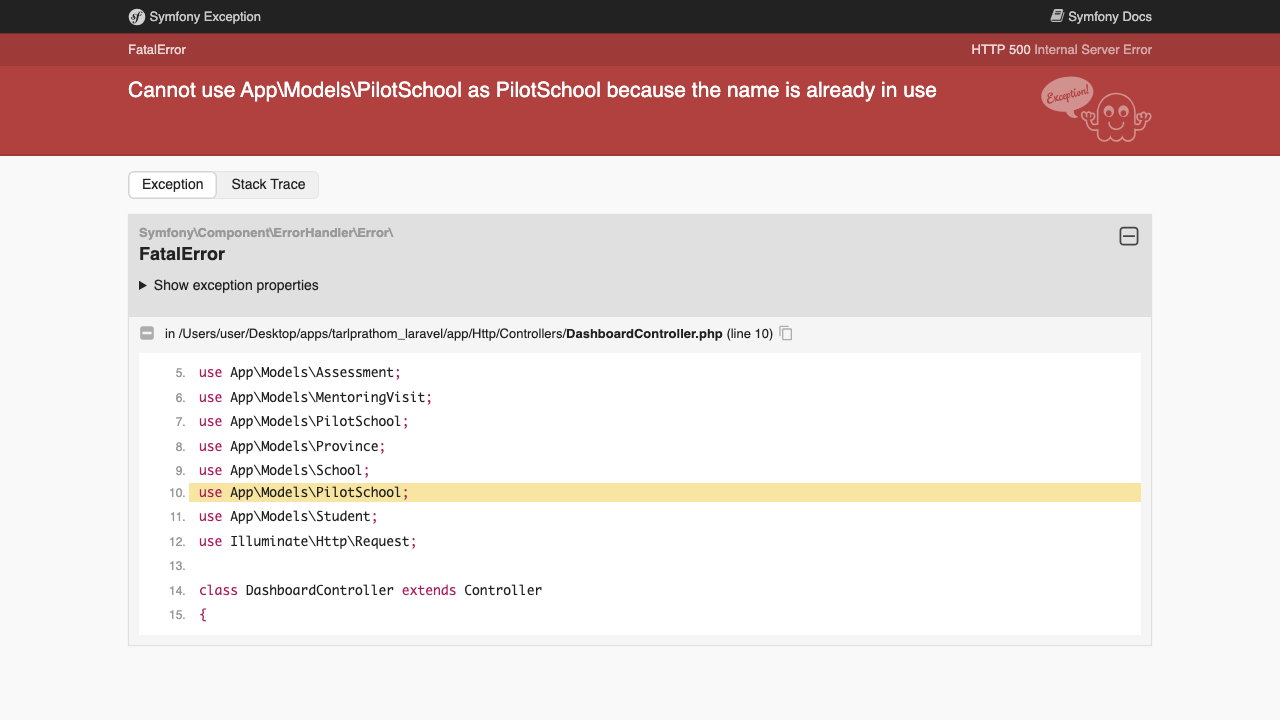 Symfony Exception
Symfony Docs
FatalError
HTTP 500 Internal Server Error
Cannot use App\Models\PilotSchool as PilotSchool because the name is already in use
Exception!
Exception
Stack Trace
Symfony\Component\ErrorHandler\Error\
FatalError
Show exception properties
in /Users/user/Desktop/apps/tarlprathom_laravel/app/Http/Controllers/DashboardController.php (line 10)
5. use App\Models\Assessment;
6. use App\Models\MentoringVisit;
7. use App\Models\PilotSchool;
8. use App\Models\Province;
9. use App\Models\School;
10. use App\Models\PilotSchool;
11. use App\Models\Student;
12. use Illuminate\Http\Request;
13.
14. class DashboardController extends Controller
15. {